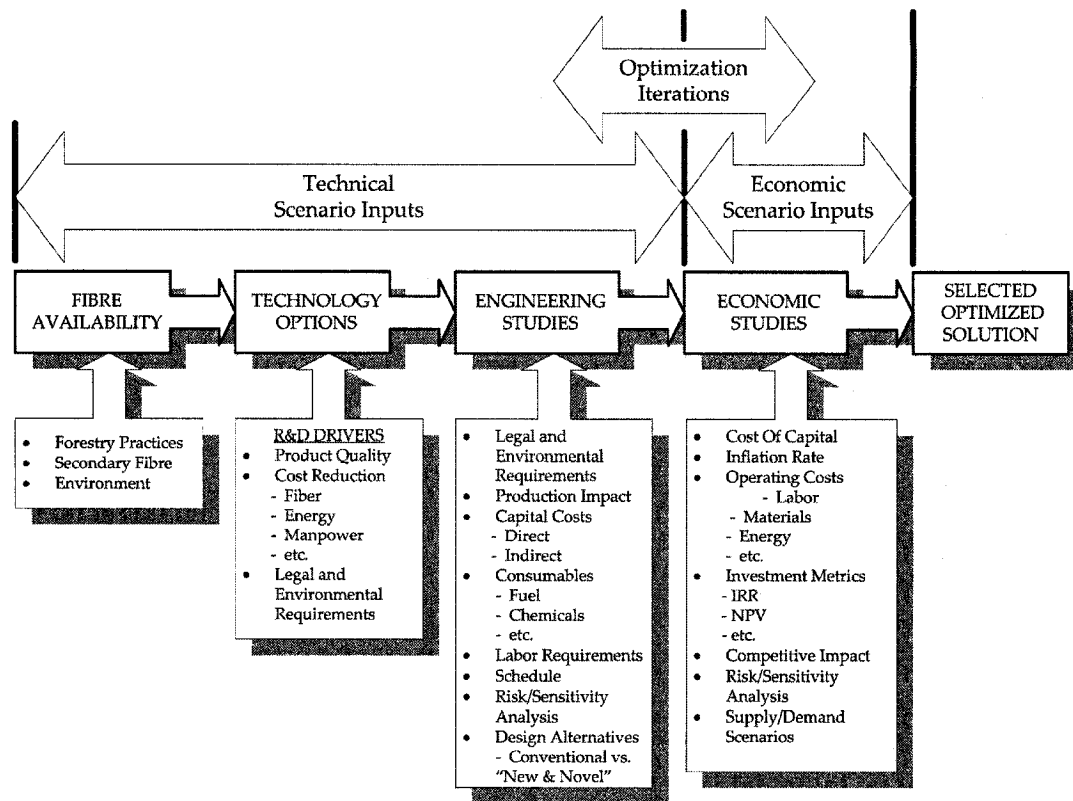 Optimization
Iterations
Technical
Scenario Inputs
Economic
Scenario Inputs
FIBRE
AVAILABILITY
TECHNOLOGY
OPTIONS
ENGINEERING
STUDIES
ECONOMIC
STUDIES
SELECTED
OPTIMIZED
SOLUTION
• Forestry Practices
• Secondary Fibre
• Environment
R&D DRIVERS
• Product Quality
• Cost Reduction
- Fiber
- Energy
- Manpower
- etc.
• Legal and
Environmental
Requirements
• Legal and
Environmental
Requirements
• Production Impact
• Capital Costs
- Direct
- Indirect
• Consumables
- Fuel
- Chemicals
- etc.
• Labor Requirements
• Schedule
• Risk/Sensitivity
Analysis
• Design Alternatives
- Conventional vs.
"New & Novel"
• Cost Of Capital
• Inflation Rate
• Operating Costs
- Labor
- Materials
- Energy
- etc.
• Investment Metrics
- IRR
- NPV
- etc.
• Competitive Impact
• Risk/Sensitivity
Analysis
• Supply/Demand
Scenarios